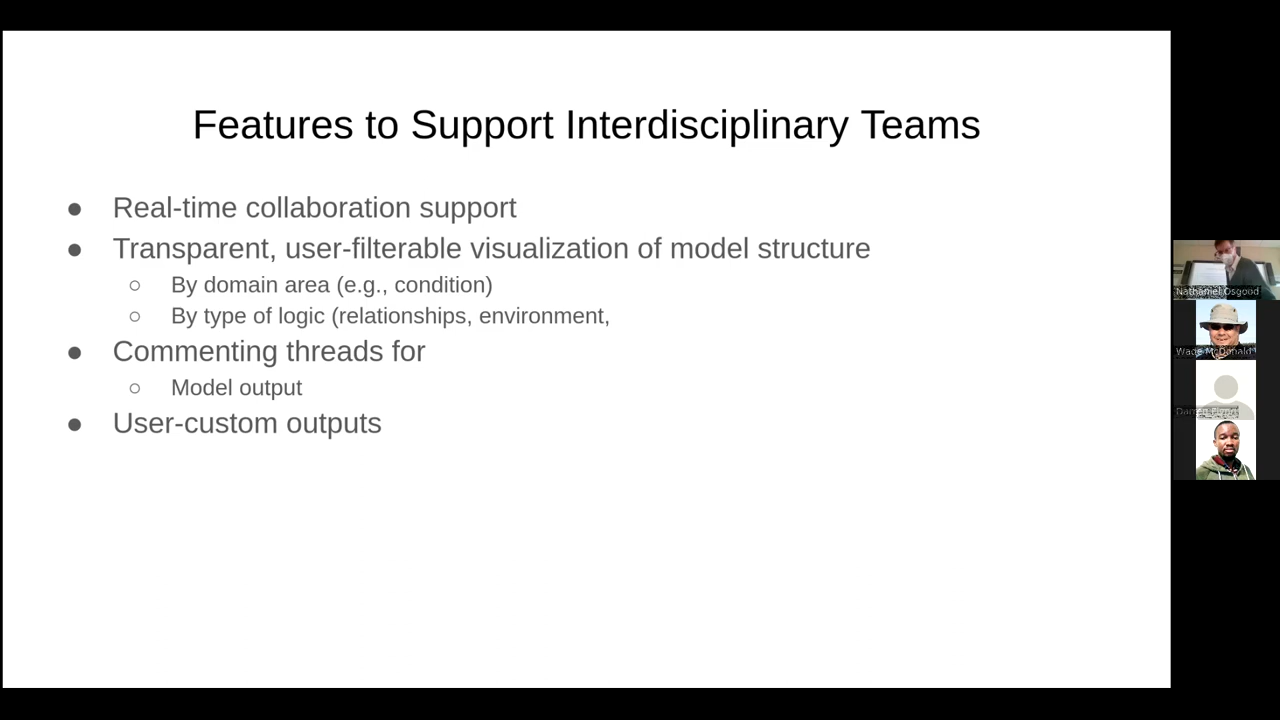 Features to Support Interdisciplinary Teams
● Real-time collaboration support
● Transparent, user-filterable visualization of model structure
○ By domain area (e.g., condition)
○ By type of logic (relationships, environment,
● Commenting threads for
○ Model output
● User-custom outputs
Nathaniel Osgood
Wade McDonald